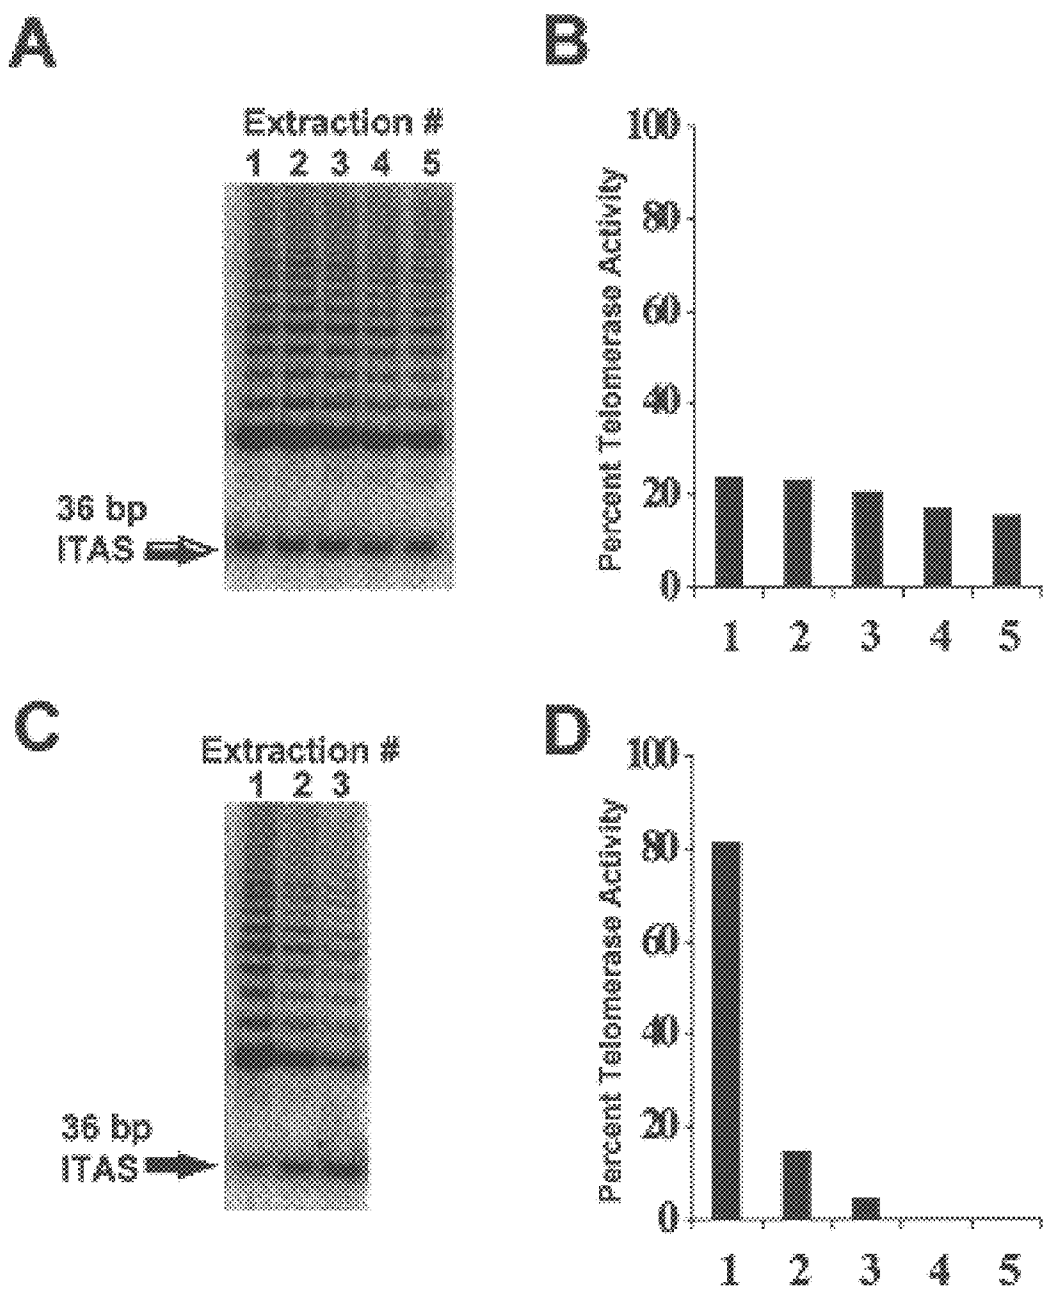 A
Extraction #
1 2 3 4 5
36 bp
ITAS
B
Percent Telomerase Activity
100
80
60
40
20
0
1 2 3 4 5
C
Extraction #
1 2 3
36 bp
ITAS
D
Percent Telomerase Activity
100
80
60
40
20
0
1 2 3 4 5